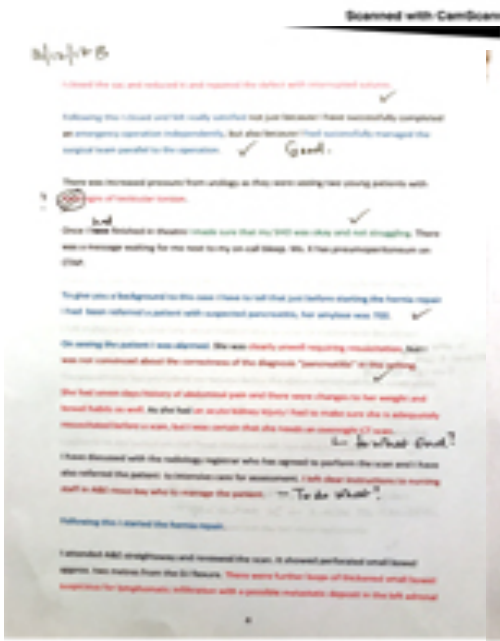 Scanned with CamScann
I closed the sac and reduced it and repaired the defect with interrupted sutures.
Following this I closed and felt really satisfied not just because I have successfully completed
an emergency operation independently, but also because I had successfully managed the
surgical team parallel to the operation. Good.
There was increased pressure from urology as they were seeing two young patients with
? signs of testicular torsion.
had
Once I was finished in theatre I made sure that my SHO was okay and not struggling. There
was a message waiting for me next to my on call bleep. Ms. X has pneumoperitoneum on
CTAP.
To give you a background to this case I have to tell that just before starting the hernia repair
I had been referred a patient with suspected pancreatitis, her amylase was 700.
On seeing the patient I was alarmed. She was clearly unwell requiring resuscitation, but I
was not convinced about the correctness of the diagnosis "pancreatitis" in this setting
She had seven days history of abdominal pain and there were changes to her weight and
bowel habits as well. As she had an acute kidney injury I had to make sure she is adequately
resuscitated before a scan, but I was certain that she needs an overnight CT scan.
to what end?
I have discussed with the radiology registrar who has agreed to perform the scan and I have
also referred the patient to intensive care for assessment. I left clear instructions to nursing
staff in bay who to manage the patient. - To do what?
Following this I started the hernia repair.
I attended straightaway and reviewed the scan. It showed perforated small bowel
approx. two metres from the DJ flexure. There were further loops of thickened small bowel
suspicious for lymphomatic infiltration with a possible metastatic deposit in the left adrenal